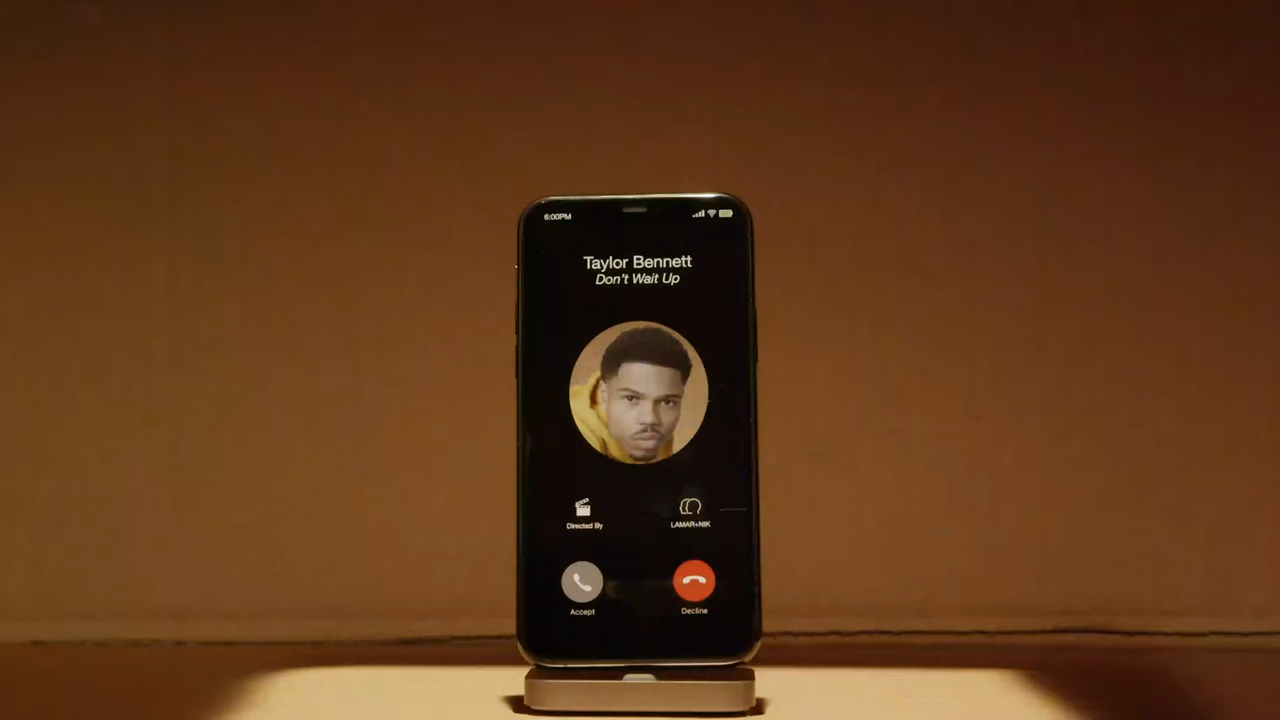 6:00PM
Taylor Bennett
Don't Wait Up
Directed By
LAMAR+NIK
Accept
Decline